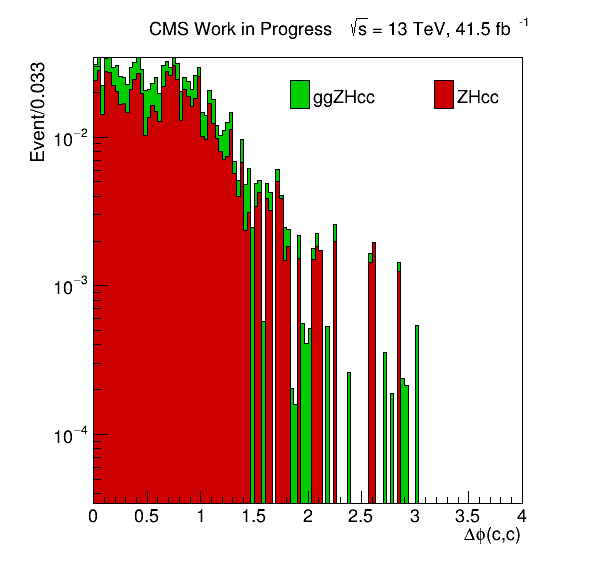 CMS Work in Progress √s = 13 TeV, 41.5 fb⁻¹
Event/0.033
ggZHcc ZHcc
10⁻²
10⁻³
10⁻⁴
0 0.5 1 1.5 2 2.5 3 3.5 4
Δϕ(c,c)